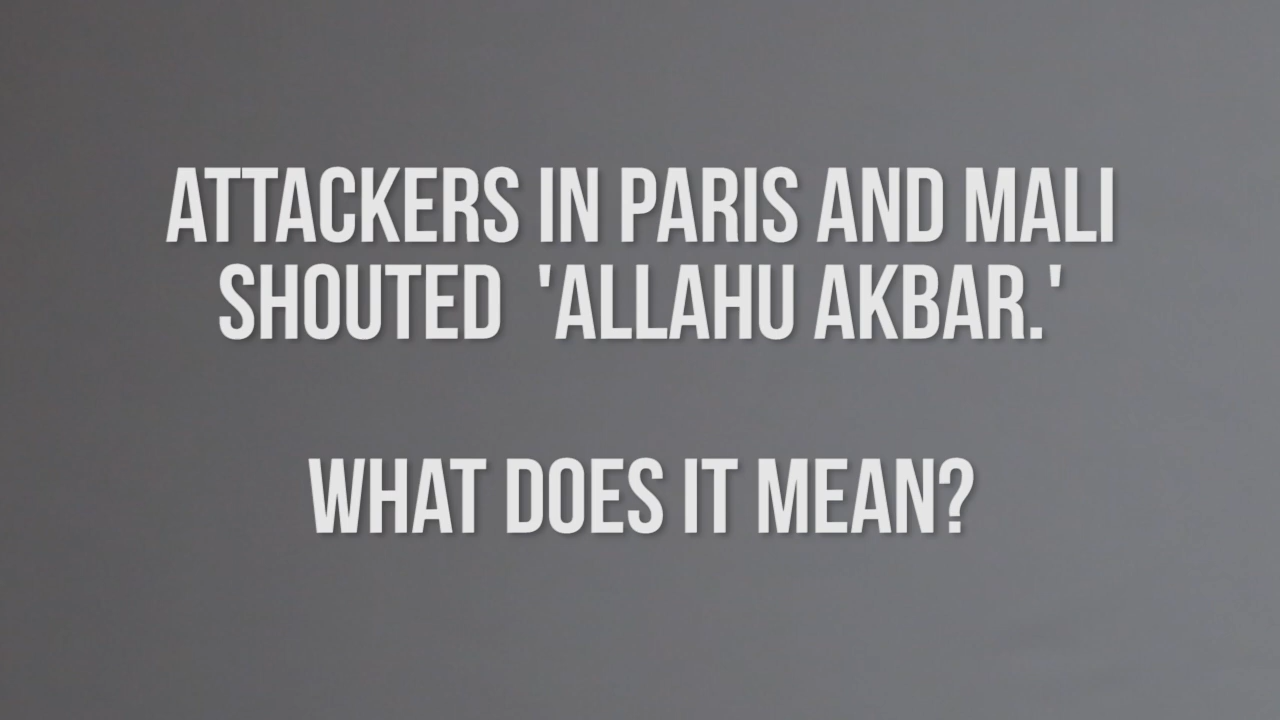 ATTACKERS IN PARIS AND MALI
SHOUTED 'ALLAHU AKBAR.'
WHAT DOES IT MEAN?